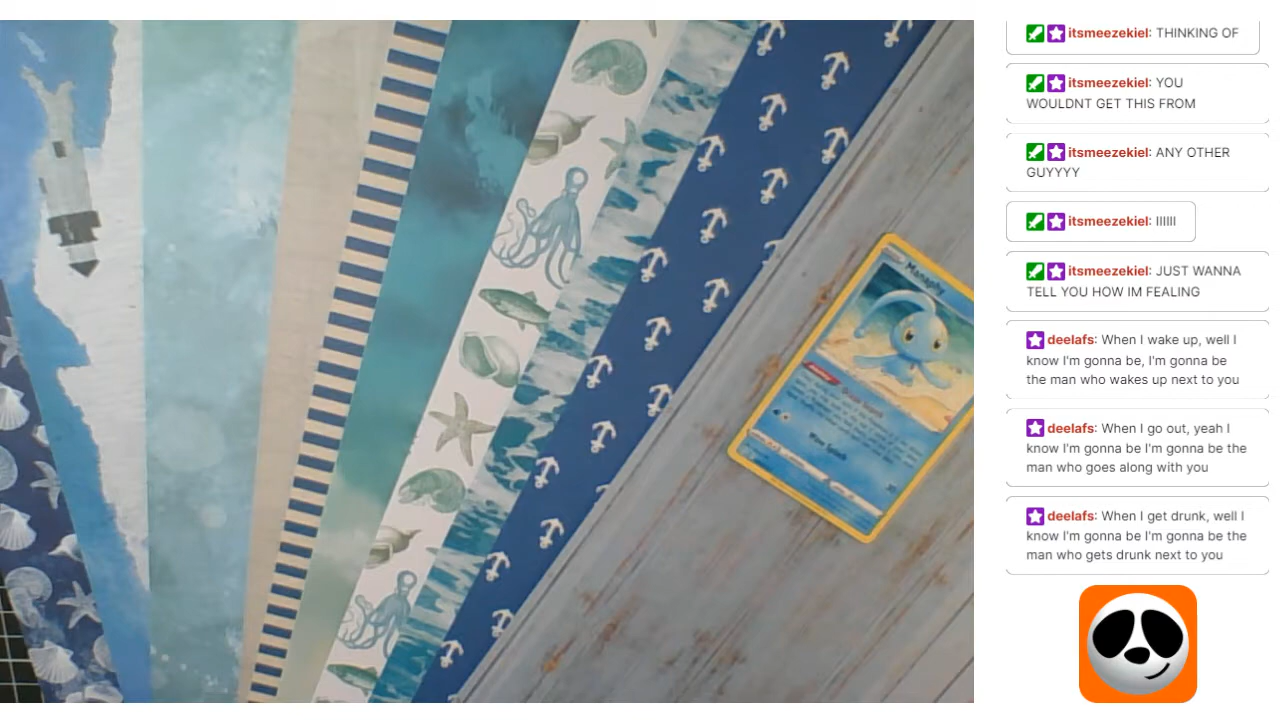 itsmeezekiel: THINKING OF
itsmeezekiel: YOU
WOULDNT GET THIS FROM
itsmeezekiel: ANY OTHER
GUYYYY
itsmeezekiel: IIIIII
itsmeezekiel: JUST WANNA
TELL YOU HOW IM FEALING
deelafs: When I wake up, well I
know I'm gonna be, I'm gonna be
the man who wakes up next to you
deelafs: When I go out, yeah I
know I'm gonna be I'm gonna be the
man who goes along with you
deelafs: When I get drunk, well I
know I'm gonna be I'm gonna be the
man who gets drunk next to you
Manaphy
Wave Splash